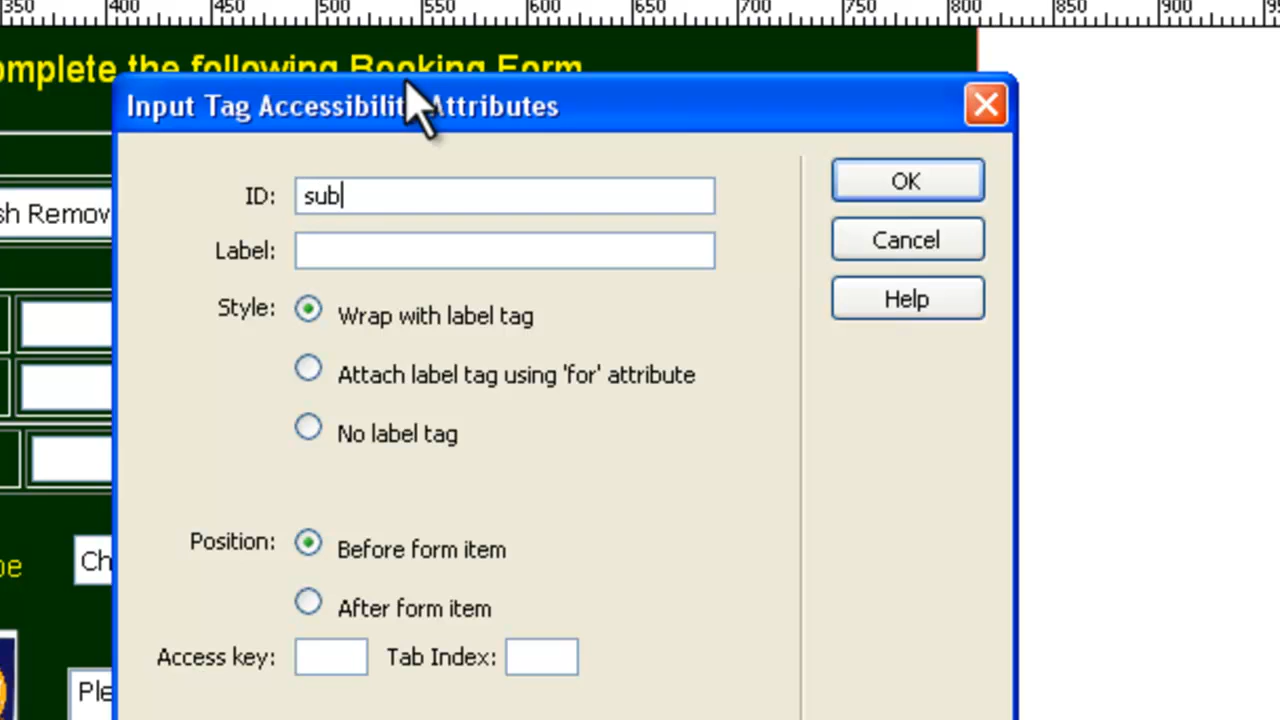 350 400 450 500 550 600 650 700 750 800 850 900
omplete the following Booking Form
Input Tag Accessibility Attributes
ID: sub
OK
sh Remov
Label:
Cancel
Style: Wrap with label tag
Help
Attach label tag using 'for' attribute
No label tag
Position: Before form item
pe
Ch
After form item
Access key: Tab Index:
Ple